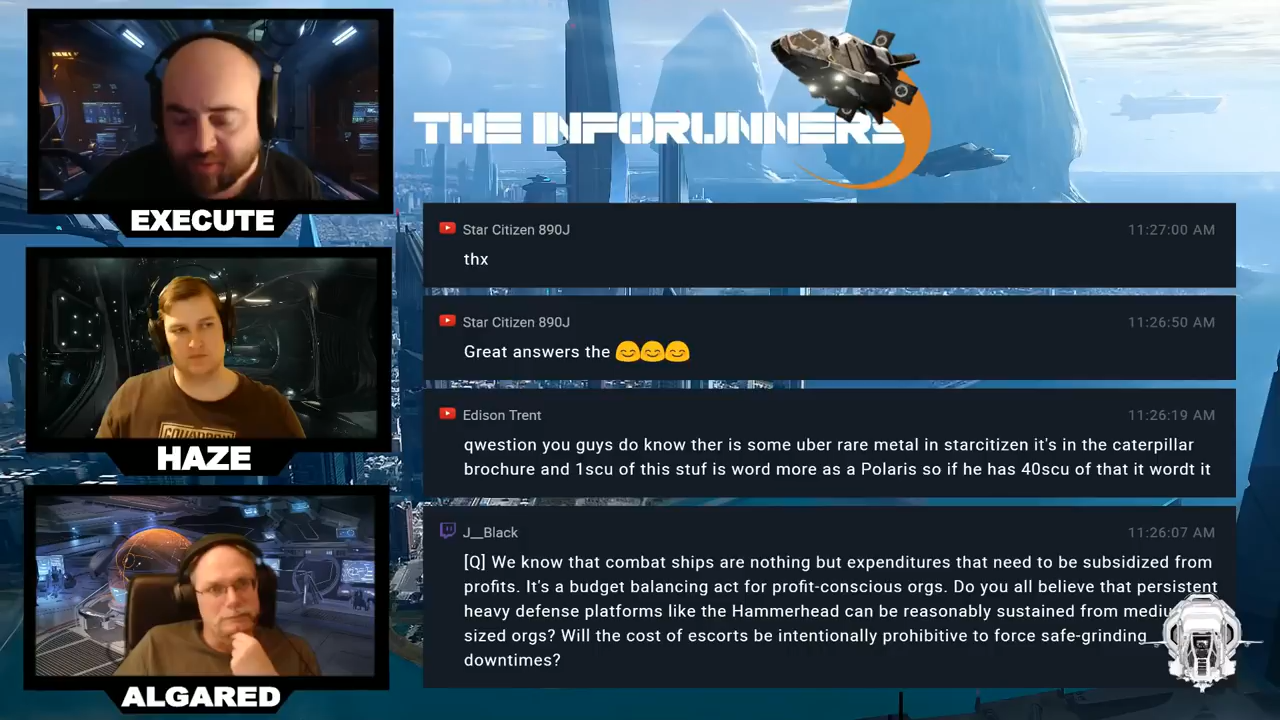 THE INFORUNNERS
EXECUTE
HAZE
SQUADRON
ALGARED
Star Citizen 890J 11:27:00 AM
thx
Star Citizen 890J 11:26:50 AM
Great answers the 😊😊😊
Edison Trent 11:26:19 AM
qwestion you guys do know ther is some uber rare meal in starcitizen it's in the caterpillar
brochure and 1scu of this stuf is word more as a Polaris so if he has 40scu of that it wordt it
J__Black 11:26:07 AM
[Q] We know that combat ships are nothing but expenditures that need to be subsidized from
profits. It's a budget balancing act for profit-conscious orgs. Do you all believe that persistent
heavy defense platforms like the Hammerhead can be reasonably sustained from
sized orgs? Will the cost of escorts be intentionally prohibitive to force safe-grinding
downtimes?